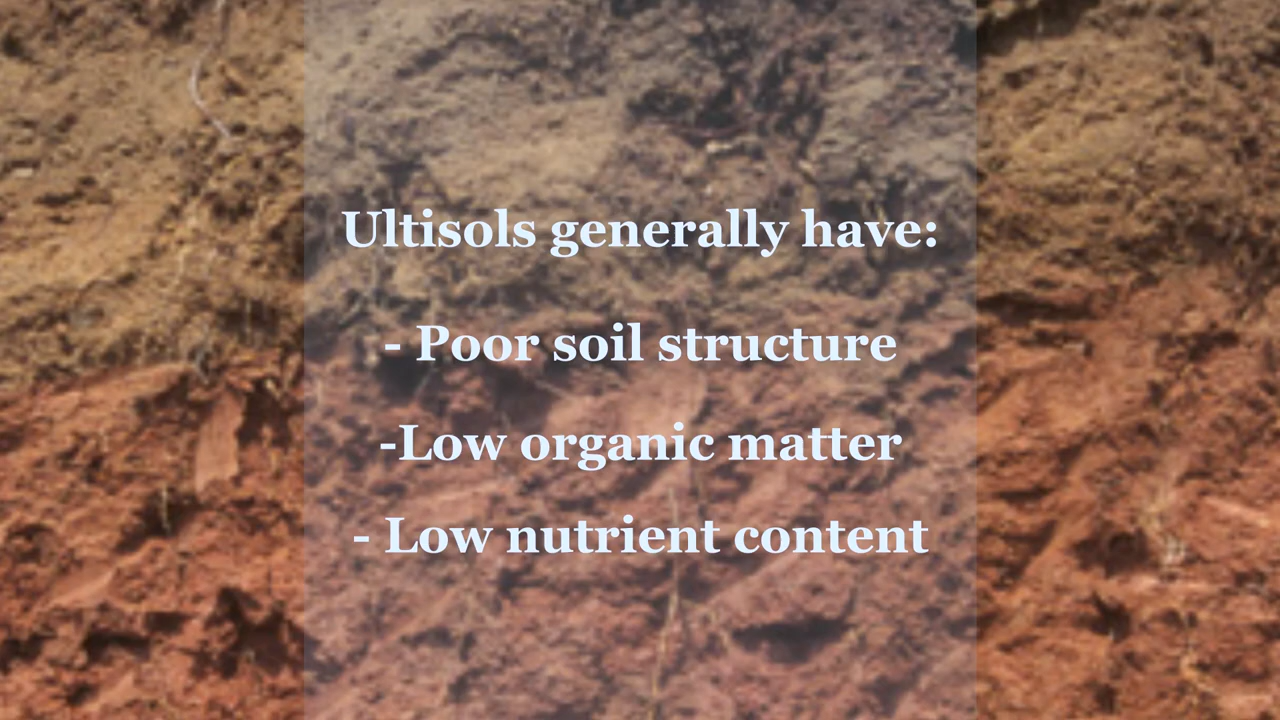 Ultisols generally have:
- Poor soil structure
-Low organic matter
- Low nutrient content